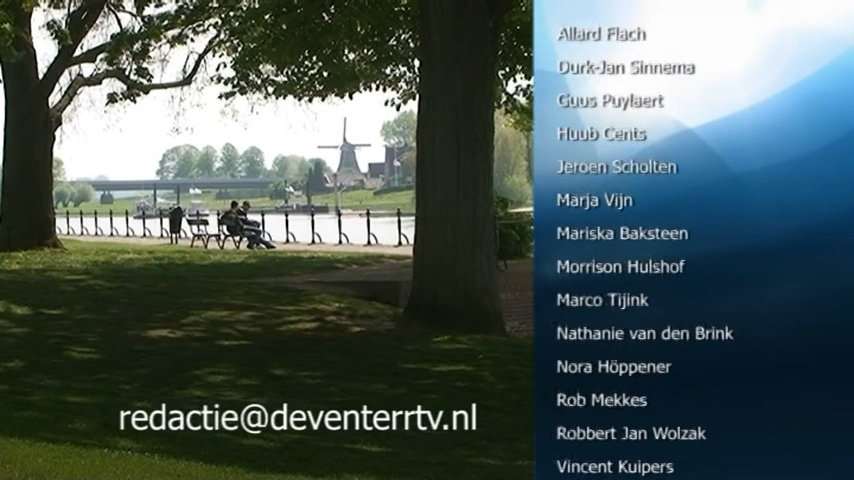 Allard Flach
Durk-Jan Sinnema
Guus Puylaert
Huub Cents
Jeroen Scholten
Marja Vijn
Mariska Baksteen
Morrison Hulshof
Marco Tijink
Nathanie van den Brink
Nora Höppener
Rob Mekkes
Robbert Jan Wolzak
Vincent Kuipers
redactie@deventerrtv.nl